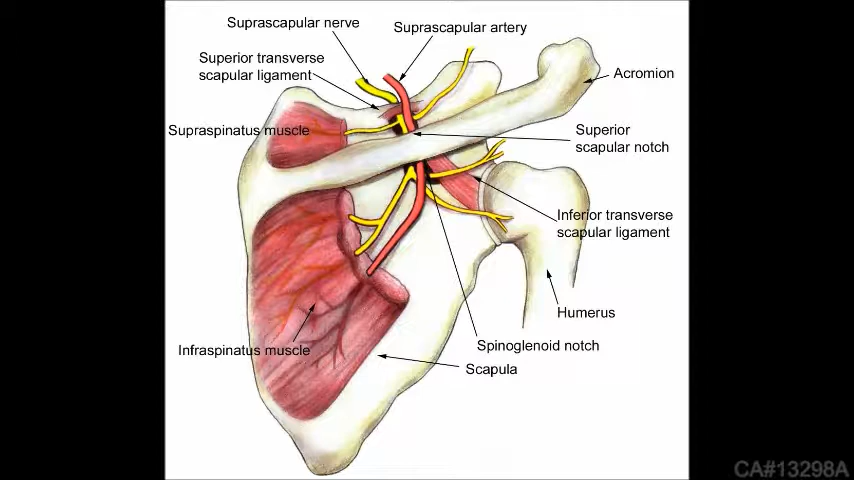 Suprascapular nerve
Suprascapular artery
Superior transverse
scapular ligament
Acromion
Supraspinatus muscle
Superior
scapular notch
Inferior transverse
scapular ligament
Humerus
Infraspinatus muscle
Spinoglenoid notch
Scapula
CA#13298A